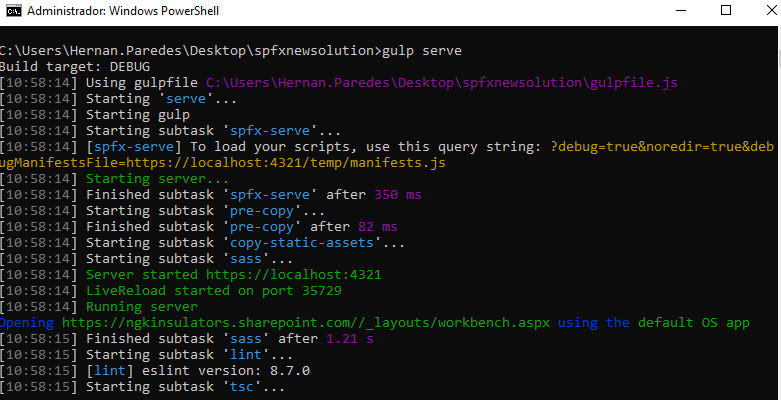 Administrador: Windows PowerShell
C:\Users\Hernan.Paredes\Desktop\spfxnewsolution>gulp serve
Build target: DEBUG
[10:58:14] Using gulpfile C:\Users\Hernan.Paredes\Desktop\spfxnewsolution\gulpfile.js
[10:58:14] Starting 'serve'...
[10:58:14] Starting gulp
[10:58:14] Starting subtask 'spfx-serve'...
[10:58:14] [spfx-serve] To load your scripts, use this query string: ?debug=true&noredir=true&deb
ugManifestsFile=https://localhost:4321/temp/manifests.js
[10:58:14] Starting server...
[10:58:14] Finished subtask 'spfx-serve' after 350 ms
[10:58:14] Starting subtask 'pre-copy'...
[10:58:14] Finished subtask 'pre-copy' after 82 ms
[10:58:14] Starting subtask 'copy-static-assets'...
[10:58:14] Starting subtask 'sass'...
[10:58:14] Server started https://localhost:4321
[10:58:14] LiveReload started on port 35729
[10:58:14] Running server
Opening https://ngkinsulators.sharepoint.com//_layouts/workbench.aspx using the default OS app
[10:58:15] Finished subtask 'sass' after 1.21 s
[10:58:15] Starting subtask 'lint'...
[10:58:15] [lint] eslint version: 8.7.0
[10:58:15] Starting subtask 'tsc'...